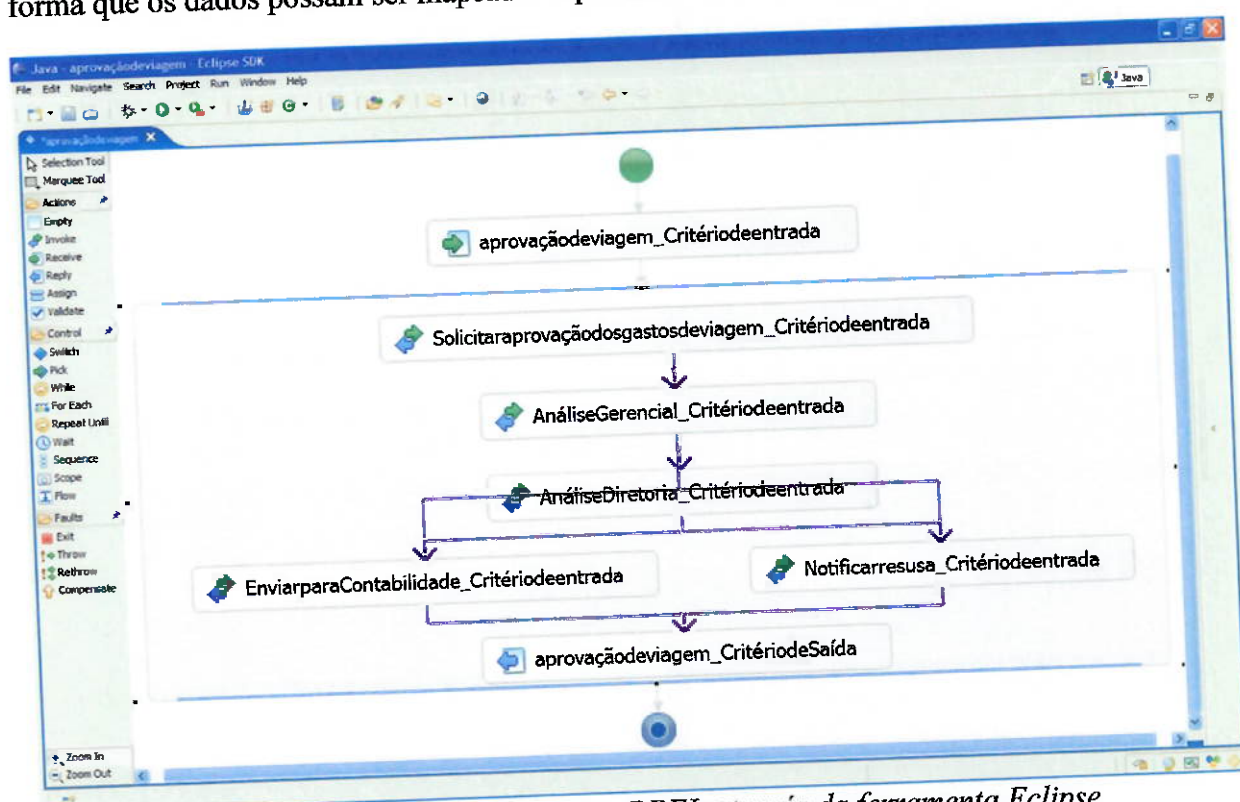 forma que os dados possam ser
Java - aprovaçãodeviagem - Eclipse SDK
File Edit Navigate Search Project Run Window Help
Java
*aprovaçãodeviagem
Selection Tool
Marquee Tool
Actions
Empty
Invoke
Receive
Reply
Assign
Validate
Control
Switch
Pick
While
For Each
Repeat Until
Wait
Sequence
Scope
Flow
Faults
Exit
Throw
Rethrow
Compensate
Zoom In
Zoom Out
aprovaçãodeviagem_Critériodeentrada
Solicitaraprovaçãodosgastosdeviagem_Critériodeentrada
AnáliseGerencial_Critériodeentrada
AnáliseDiretoria_Critériodeentrada
EnviarparaContabilidade_Critériodeentrada
Notificarresusa_Critériodeentrada
aprovaçãodeviagem_CritériodeSaída
da ferramenta Eclipse